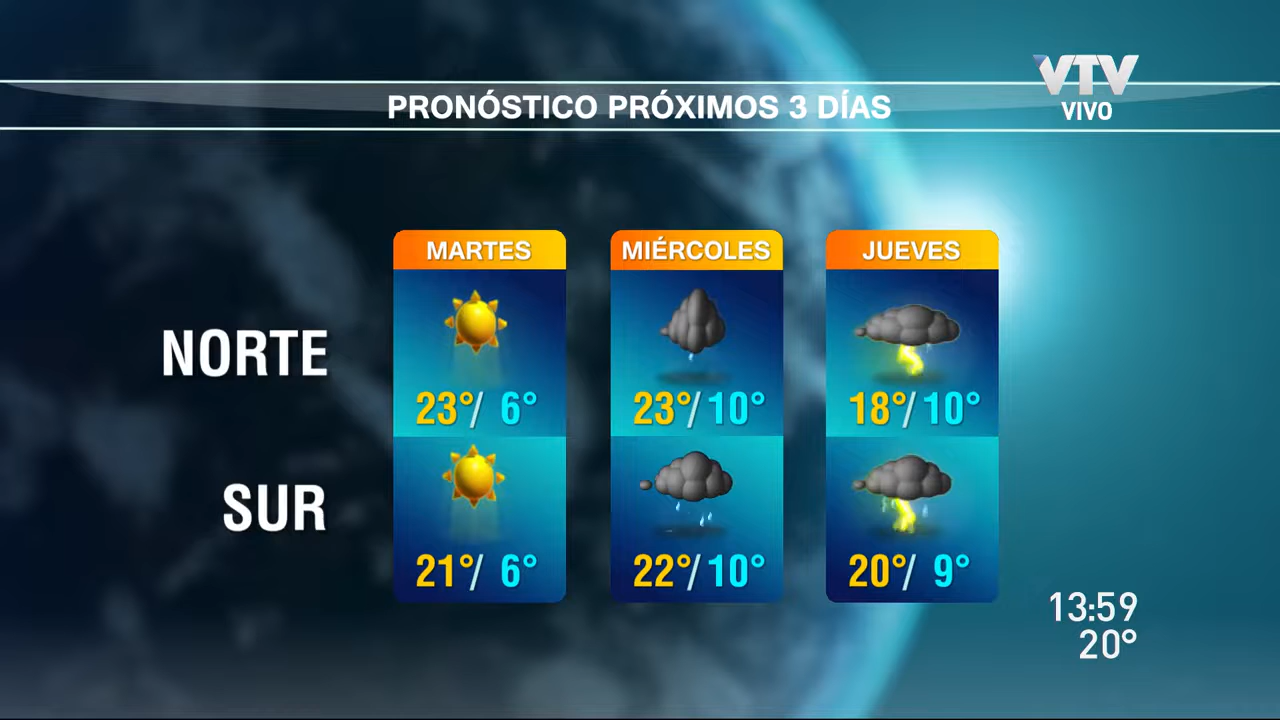 VTV
VIVO
PRONÓSTICO PRÓXIMOS 3 DÍAS
MARTES MIÉRCOLES JUEVES
NORTE
23°/ 6° 23°/10° 18°/10°
SUR
21°/ 6° 22°/10° 20°/ 9°
13:59
20°